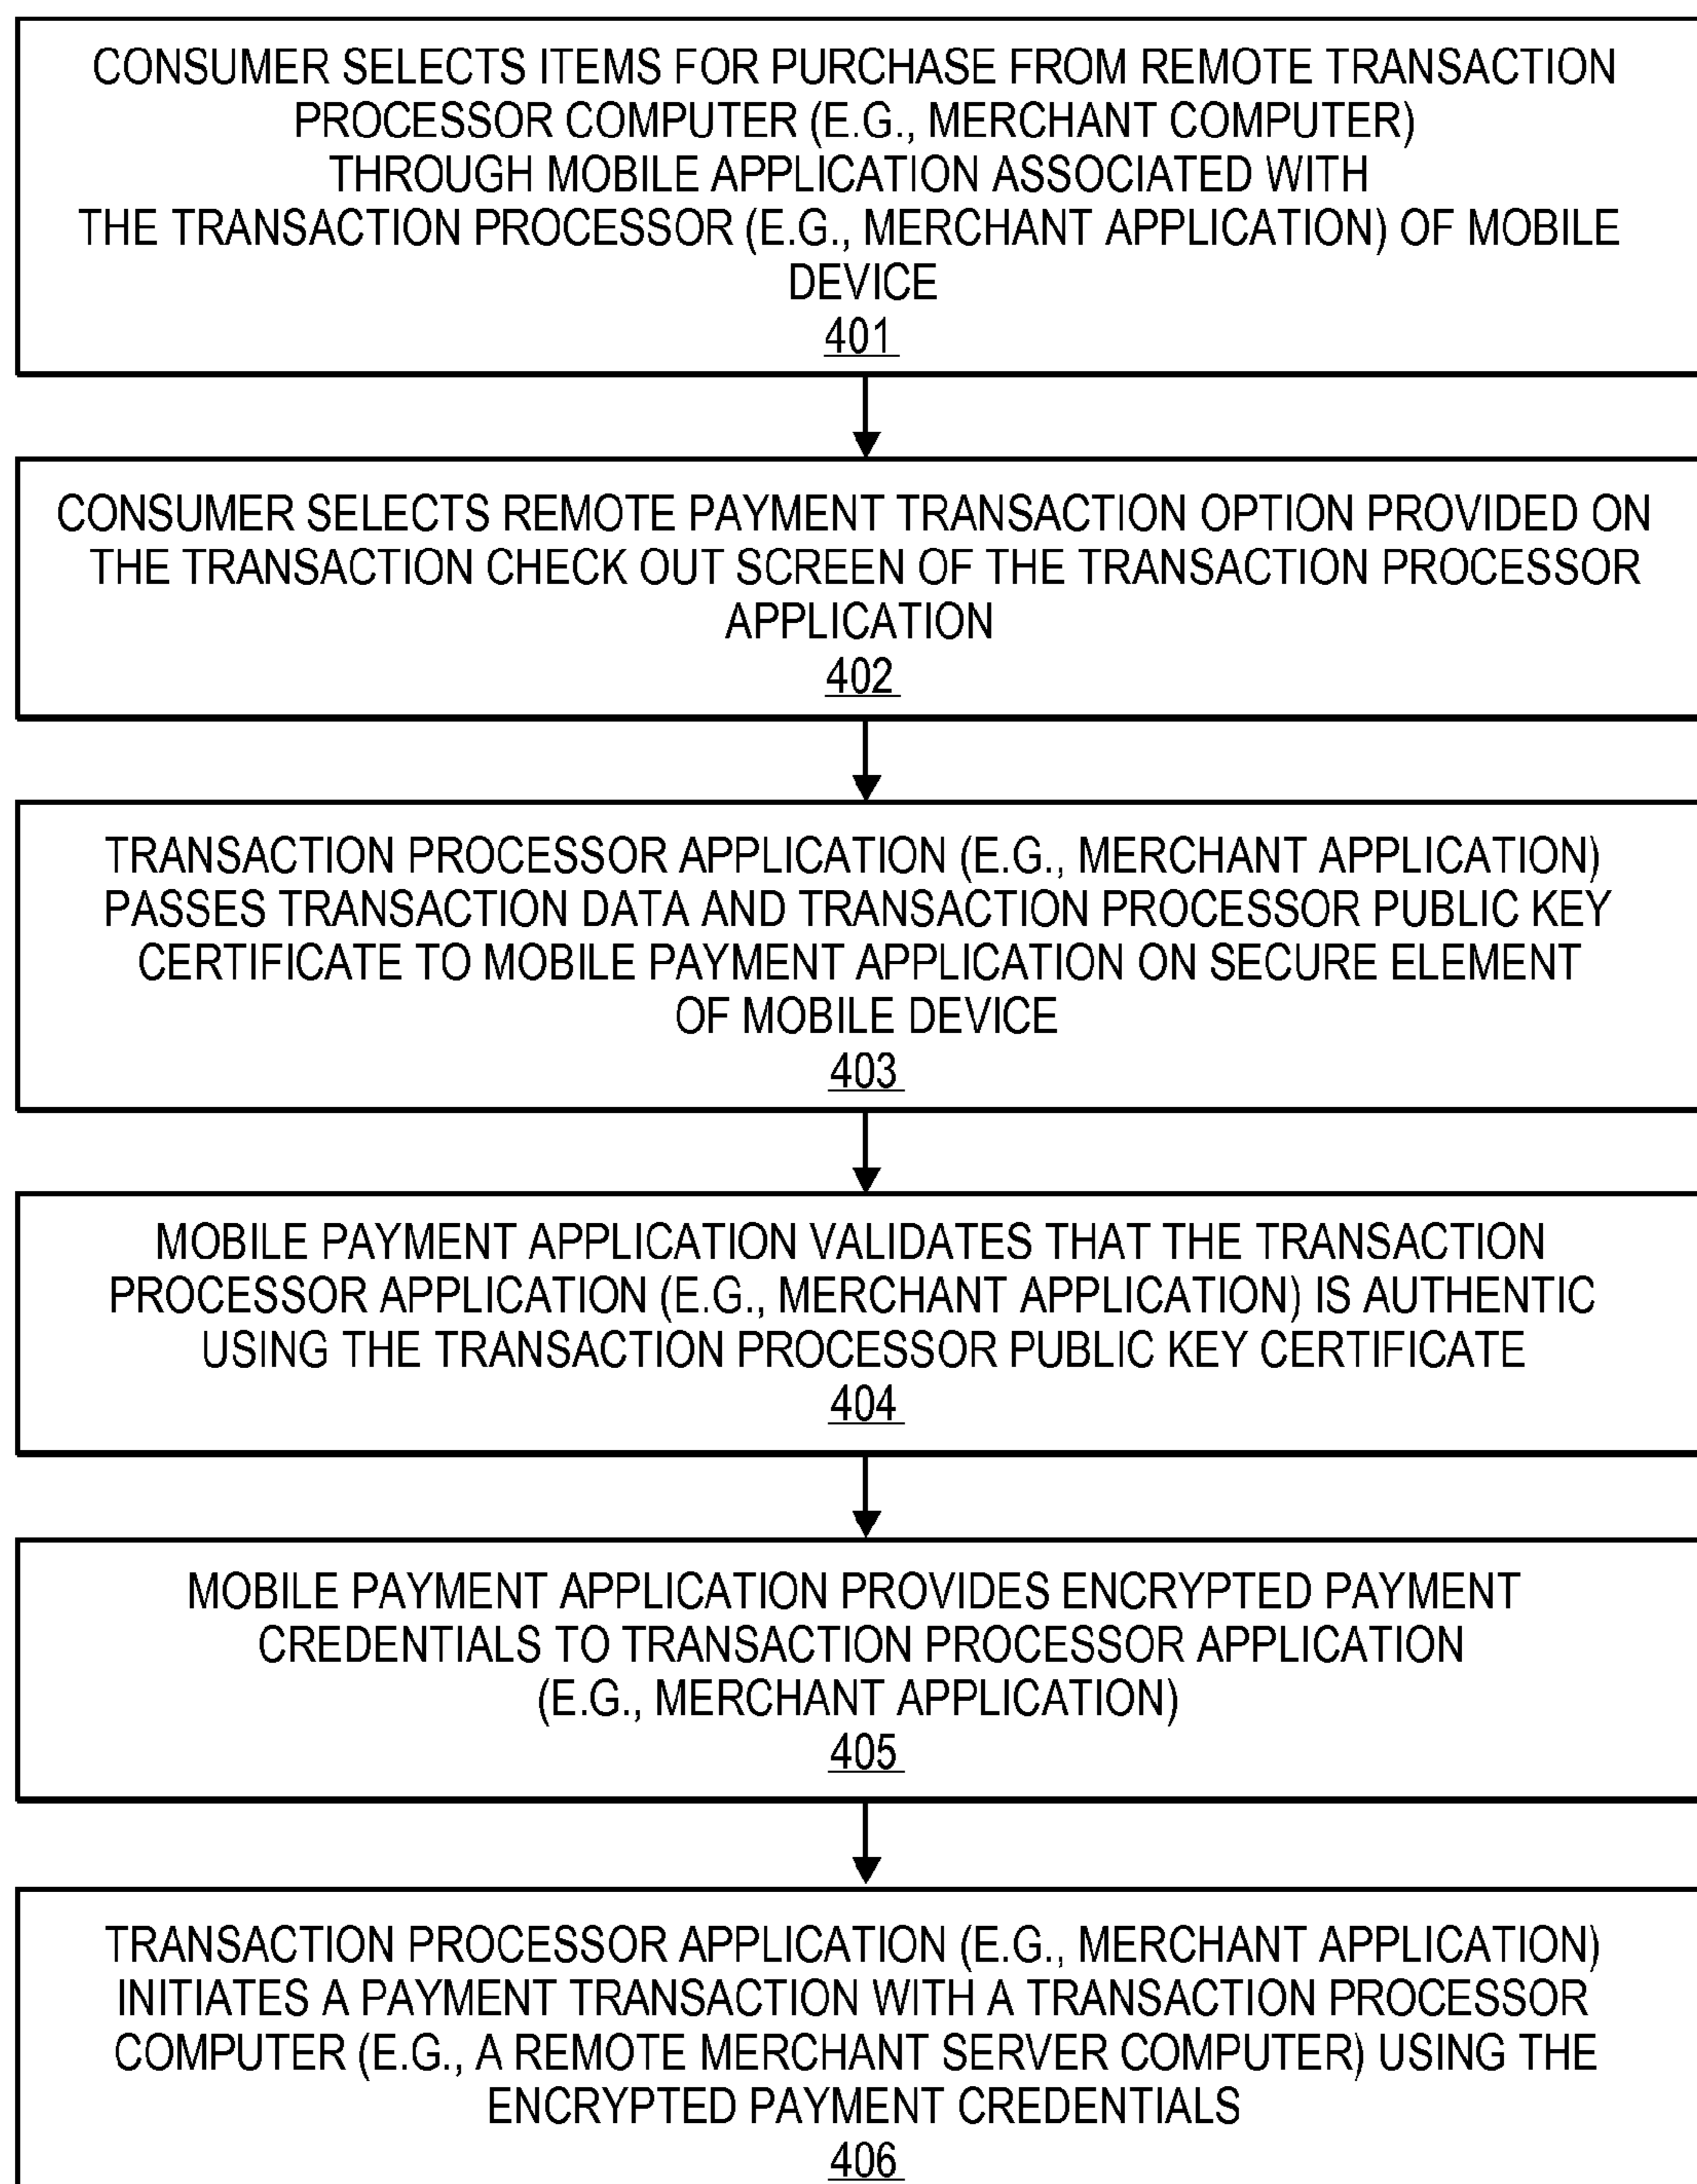 CONSUMER SELECTS ITEMS FOR PURCHASE FROM REMOTE TRANSACTION
PROCESSOR COMPUTER (E.G., MERCHANT COMPUTER)
THROUGH MOBILE APPLICATION ASSOCIATED WITH
THE TRANSACTION PROCESSOR (E.G., MERCHANT APPLICATION) OF MOBILE
DEVICE
401
CONSUMER SELECTS REMOTE PAYMENT TRANSACTION OPTION PROVIDED ON
THE TRANSACTION CHECK OUT SCREEN OF THE TRANSACTION PROCESSOR
APPLICATION
402
TRANSACTION PROCESSOR APPLICATION (E.G., MERCHANT APPLICATION)
PASSES TRANSACTION DATA AND TRANSACTION PROCESSOR PUBLIC KEY
CERTIFICATE TO MOBILE PAYMENT APPLICATION ON SECURE ELEMENT
OF MOBILE DEVICE
403
MOBILE PAYMENT APPLICATION VALIDATES THAT THE TRANSACTION
PROCESSOR APPLICATION (E.G., MERCHANT APPLICATION) IS AUTHENTIC
USING THE TRANSACTION PROCESSOR PUBLIC KEY CERTIFICATE
404
MOBILE PAYMENT APPLICATION PROVIDES ENCRYPTED PAYMENT
CREDENTIALS TO TRANSACTION PROCESSOR APPLICATION
(E.G., MERCHANT APPLICATION)
405
TRANSACTION PROCESSOR APPLICATION (E.G., MERCHANT APPLICATION)
INITIATES A PAYMENT TRANSACTION WITH A TRANSACTION PROCESSOR
COMPUTER (E.G., A REMOTE MERCHANT SERVER COMPUTER) USING THE
ENCRYPTED PAYMENT CREDENTIALS
406